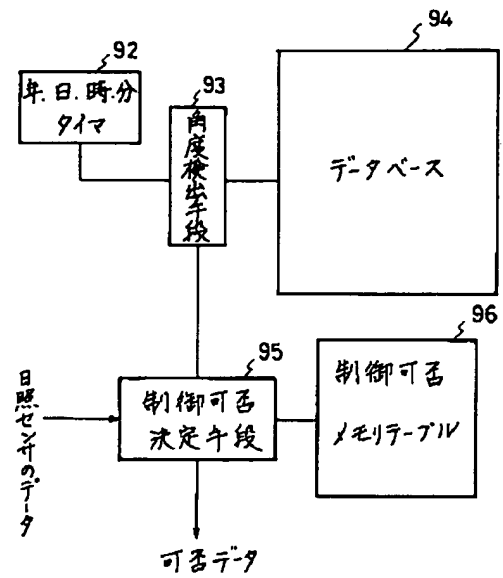 92
年.日.時.分
タイマ
93
角度検出手段
94
データベース
95
制御可否
決定手段
96
制御可否
メモリテーブル
日照センサのデータ
可否データ